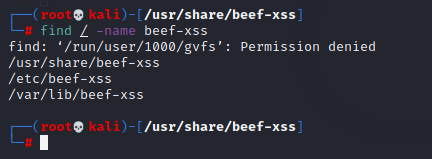 ┌──(root💀kali)-[/usr/share/beef-xss]
└─# find / -name beef-xss
find: ‘/run/user/1000/gvfs’: Permission denied
/usr/share/beef-xss
/etc/beef-xss
/var/lib/beef-xss
┌──(root💀kali)-[/usr/share/beef-xss]
└─#